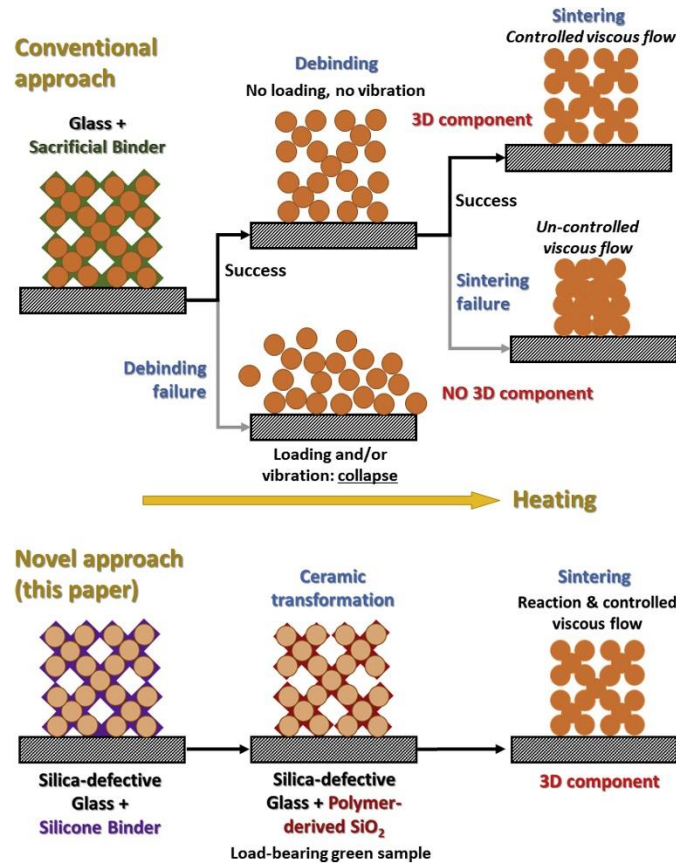 Conventional
approach
Glass +
Sacrificial Binder
Success
Debinding
failure
Debinding
No loading, no vibration
Loading and/or
vibration: collapse
Success
Sintering
failure
Sintering
Controlled viscous flow
3D component
Un-controlled
viscous flow
NO 3D component
Heating
Novel approach
(this paper)
Silica-defective
Glass +
Silicone Binder
Ceramic
transformation
Silica-defective
Glass + Polymer-
derived SiO₂
Load-bearing green sample
Sintering
Reaction & controlled
viscous flow
3D component